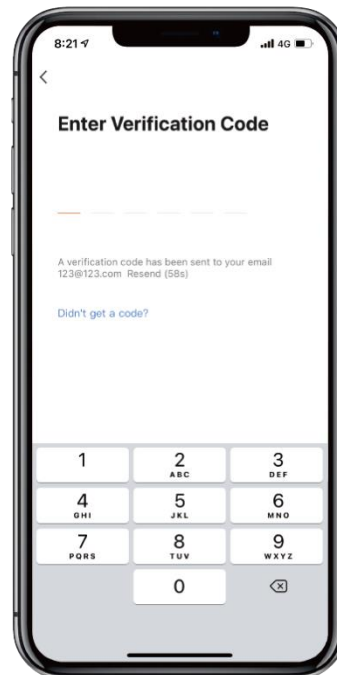 8:21
4G
Enter Verification Code
A verification code has been sent to your email
123@123.com Resend (58s)
Didn't get a code?
1
2
ABC
3
DEF
4
GHI
5
JKL
6
MNO
7
PQRS
8
TUV
9
WXYZ
0